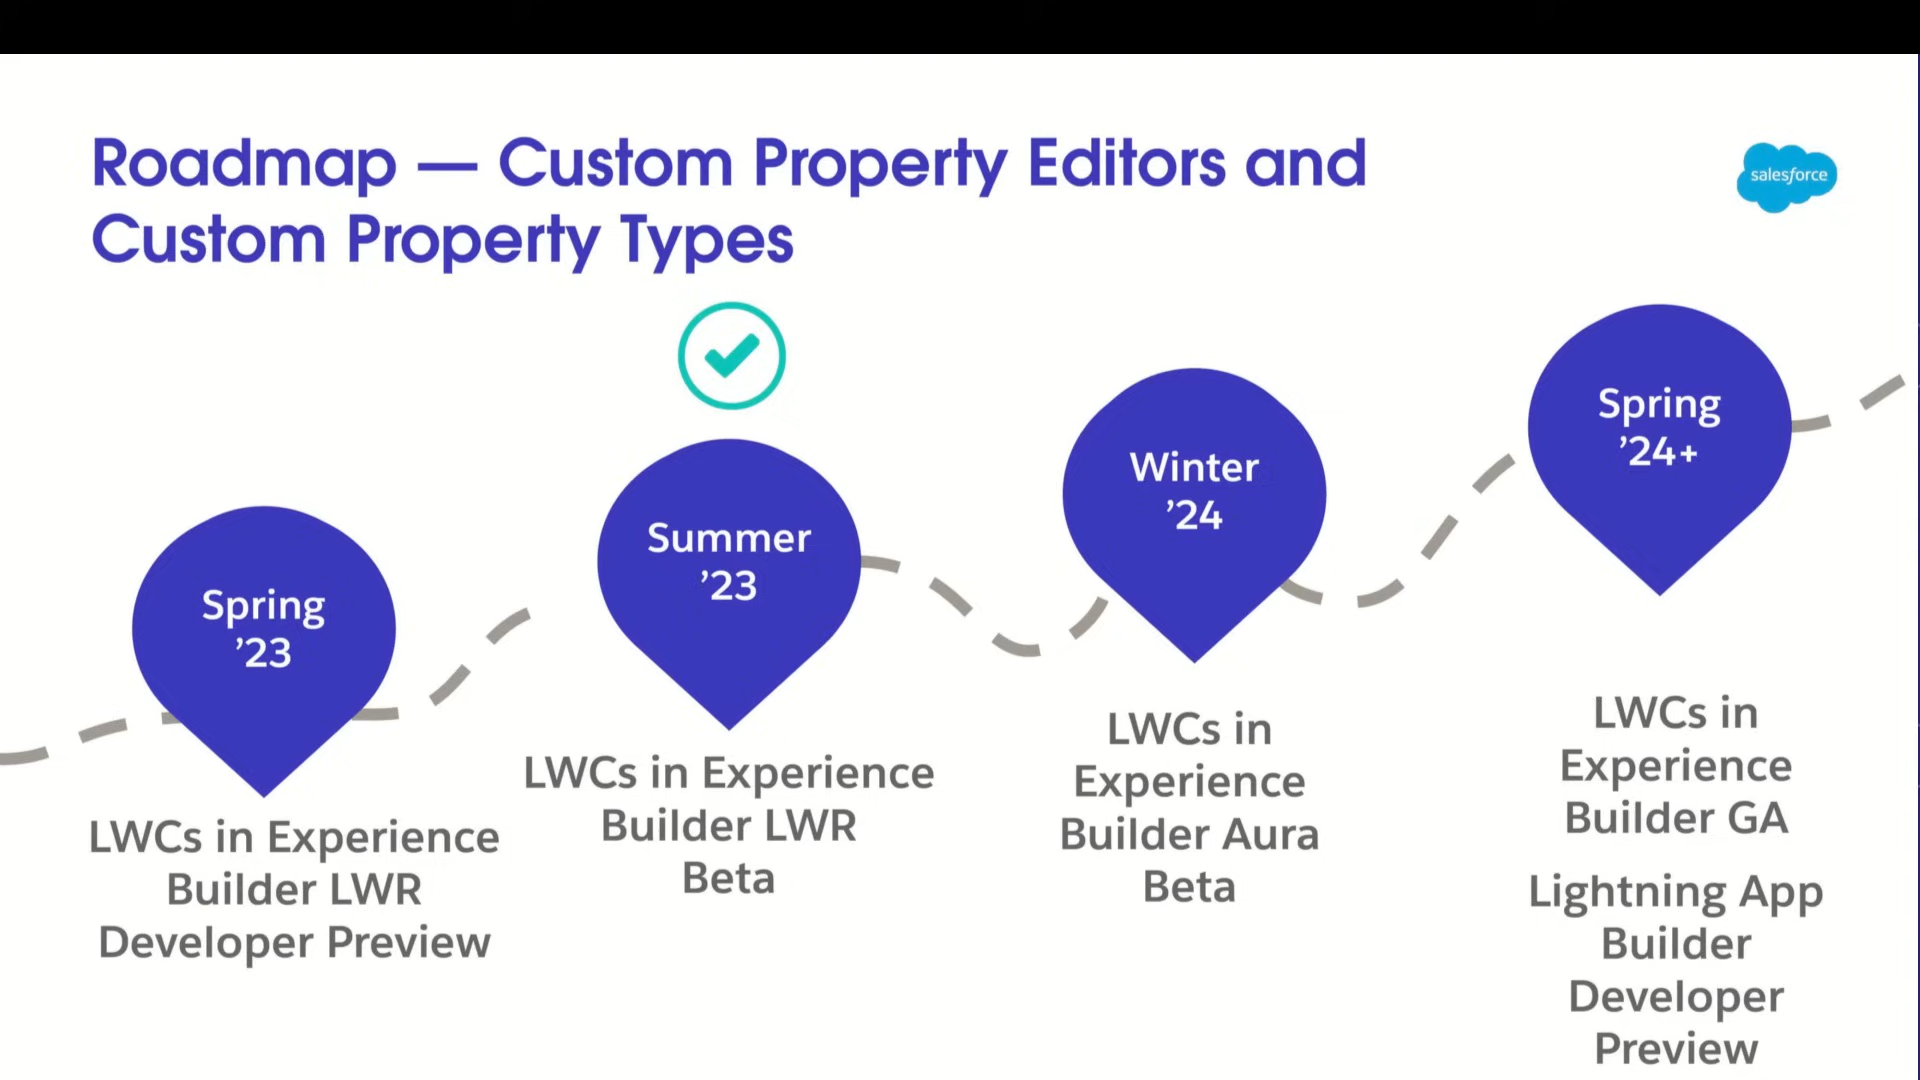 Roadmap — Custom Property Editors and
Custom Property Types
salesforce
Spring
’23
LWCs in Experience
Builder LWR
Developer Preview
Summer
’23
LWCs in Experience
Builder LWR
Beta
Winter
’24
LWCs in
Experience
Builder Aura
Beta
Spring
’24+
LWCs in
Experience
Builder GA
Lightning App
Builder
Developer
Preview